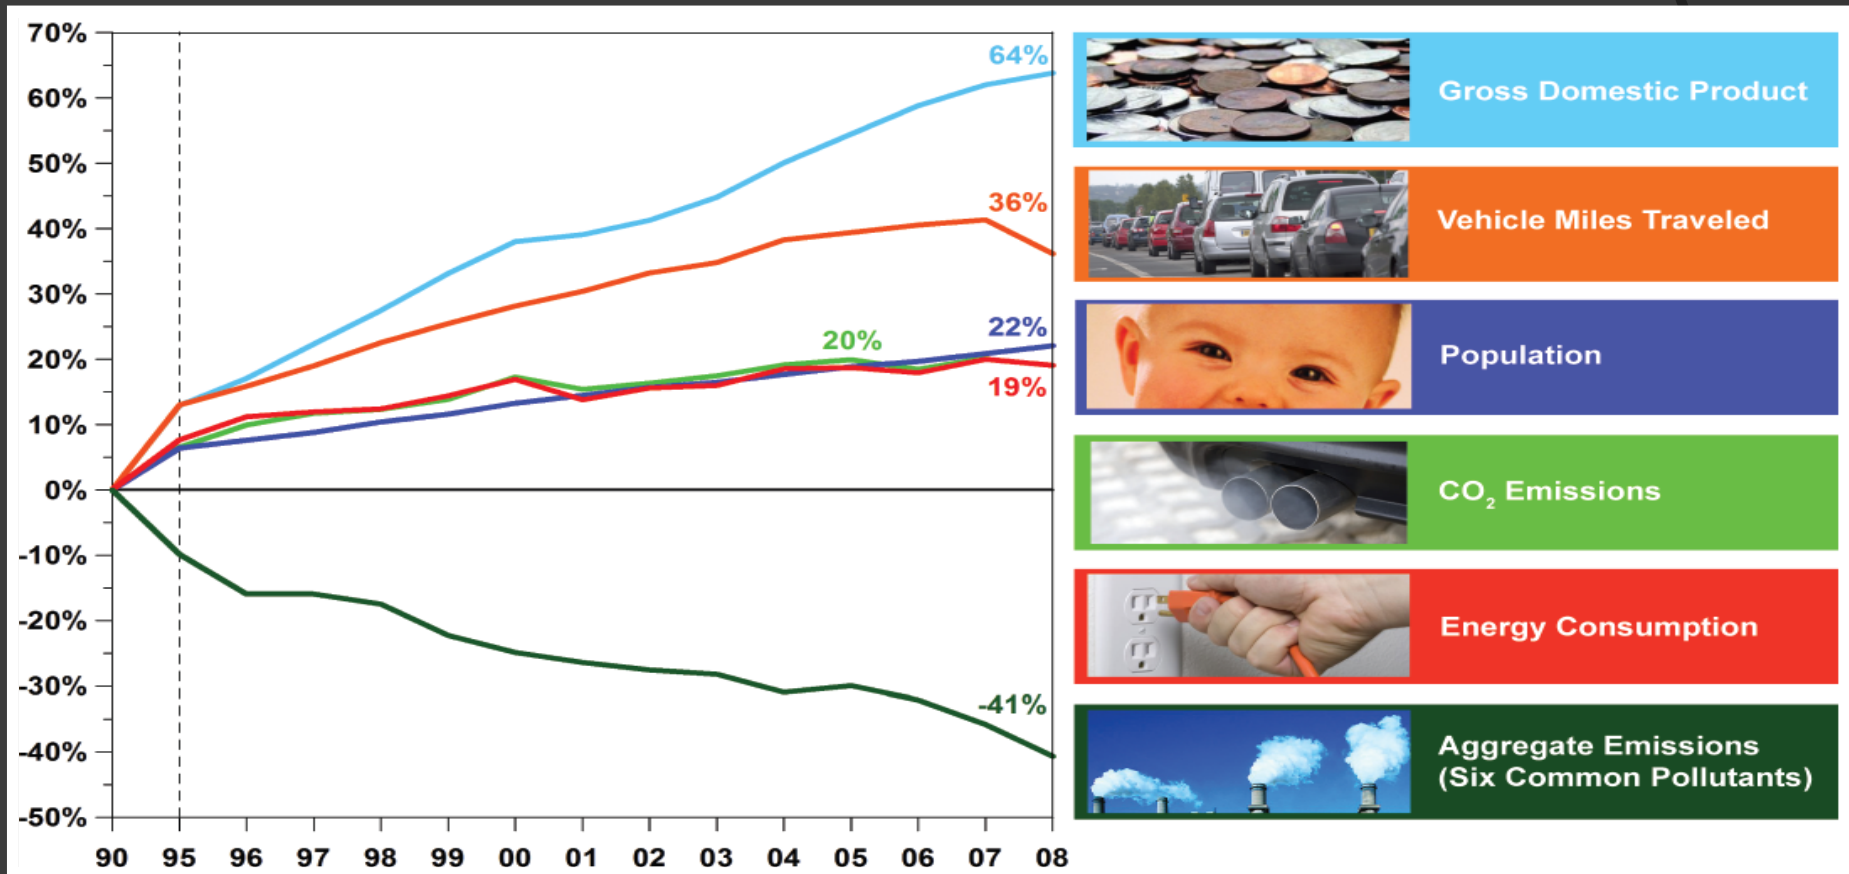 70%
60%
50%
40%
30%
20%
10%
0%
-10%
-20%
-30%
-40%
-50%
90 95 96 97 98 99 00 01 02 03 04 05 06 07 08
64%
36%
20%
22%
19%
-41%
Gross Domestic Product
Vehicle Miles Traveled
Population
CO₂ Emissions
Energy Consumption
Aggregate Emissions
(Six Common Pollutants)